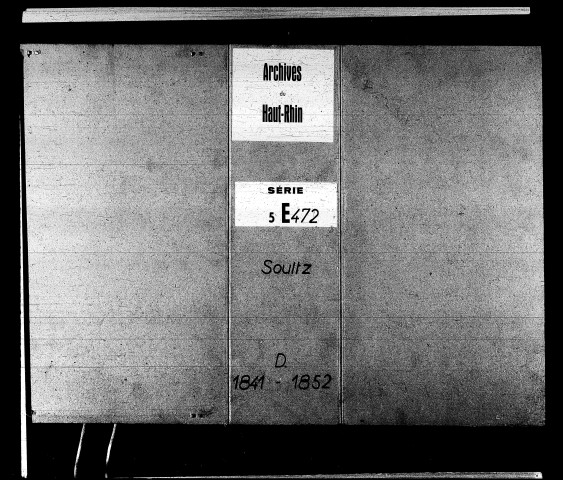 Archives
du
Haut-Rhin
SÉRIE
5 E472
Soultz
D.
1841 - 1852